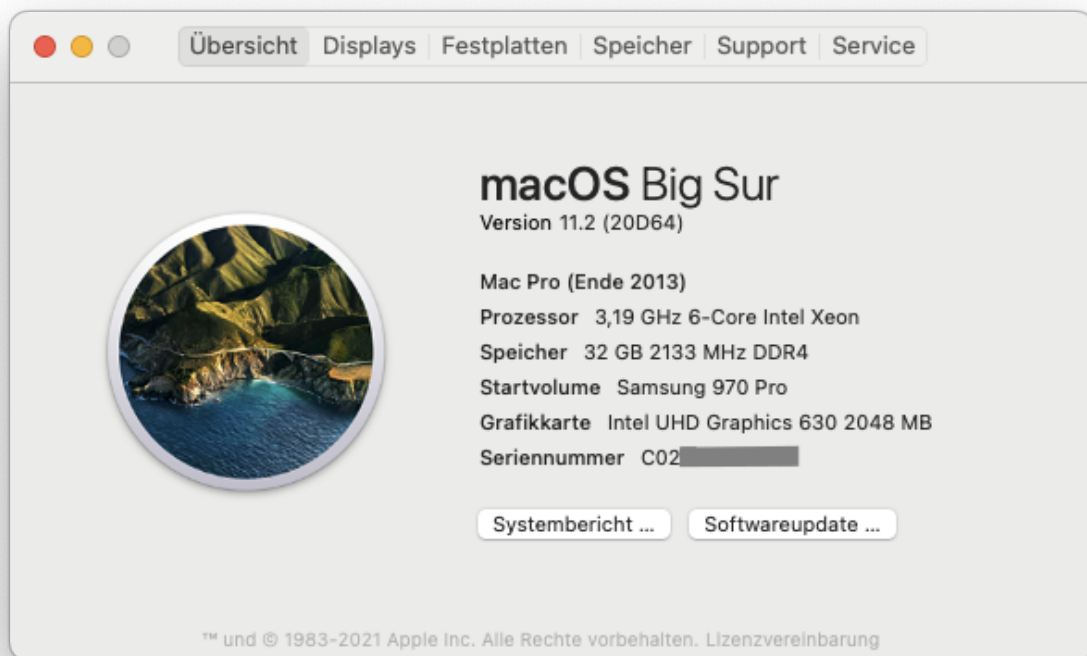 Übersicht Displays Festplatten Speicher Support Service
macOS Big Sur
Version 11.2 (20D64)
Mac Pro (Ende 2013)
Prozessor 3,19 GHz 6-Core Intel Xeon
Speicher 32 GB 2133 MHz DDR4
Startvolume Samsung 970 Pro
Grafikkarte Intel UHD Graphics 630 2048 MB
Seriennummer C02
Systembericht ... Softwareupdate ...
™ und © 1983-2021 Apple Inc. Alle Rechte vorbehalten. Lizenzvereinbarung